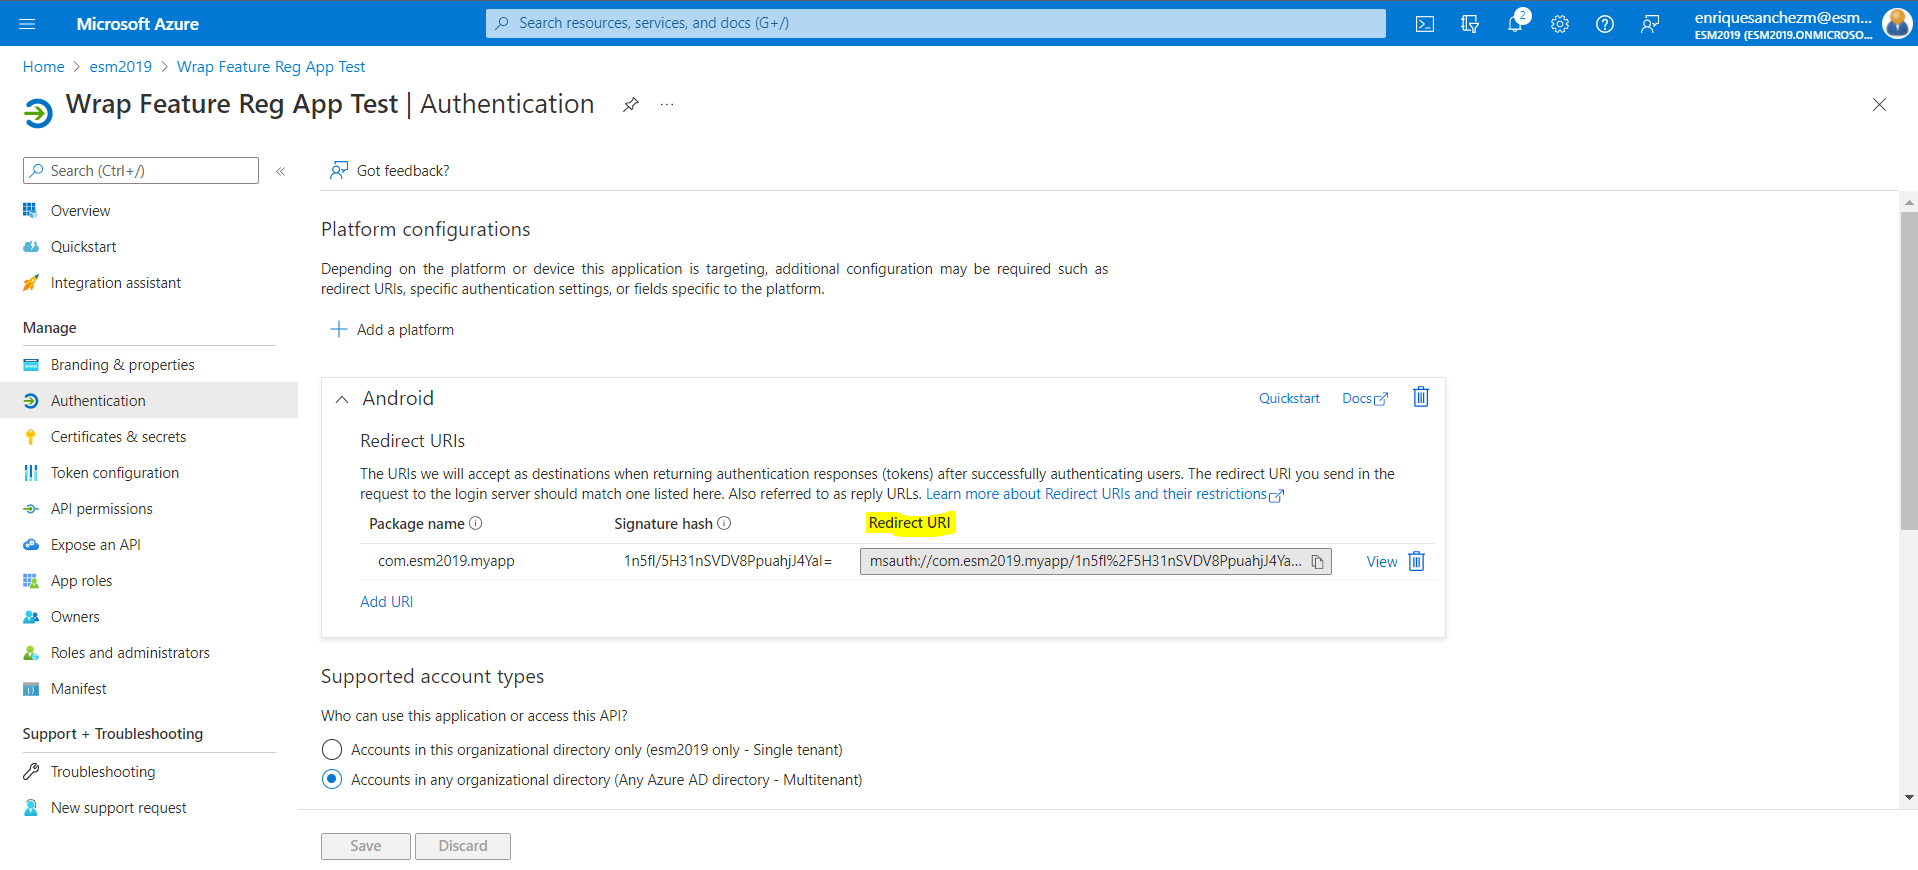 Microsoft Azure
Search resources, services, and docs (G+/)
2
enriquesanchezm@esm...
ESM2019 (ESM2019.ONMICROSO...
Home > esm2019 > Wrap Feature Reg App Test
Wrap Feature Reg App Test | Authentication
...
Search (Ctrl+/)
«
Overview
Quickstart
Integration assistant
Manage
Branding & properties
Authentication
Certificates & secrets
Token configuration
API permissions
Expose an API
App roles
Owners
Roles and administrators
Manifest
Support + Troubleshooting
Troubleshooting
New support request
Got feedback?
Platform configurations
Depending on the platform or device this application is targeting, additional configuration may be required such as
redirect URIs, specific authentication settings, or fields specific to the platform.
Add a platform
Android
Quickstart
Docs
Redirect URIs
The URIs we will accept as destinations when returning authentication responses (tokens) after successfully authenticating users. The redirect URI you send in the
request to the login server should match one listed here. Also referred to as reply URLs. Learn more about Redirect URIs and their restrictions
Package name Signature hash Redirect URI
com.esm2019.myapp 1n5fI/5H31nSVDV8PpuahjJ4YaI= msauth://com.esm2019.myapp/1n5fI%2F5H31nSVDV8PpuahjJ4Ya... View
Add URI
Supported account types
Who can use this application or access this API?
Accounts in this organizational directory only (esm2019 only - Single tenant)
Accounts in any organizational directory (Any Azure AD directory - Multitenant)
Save Discard